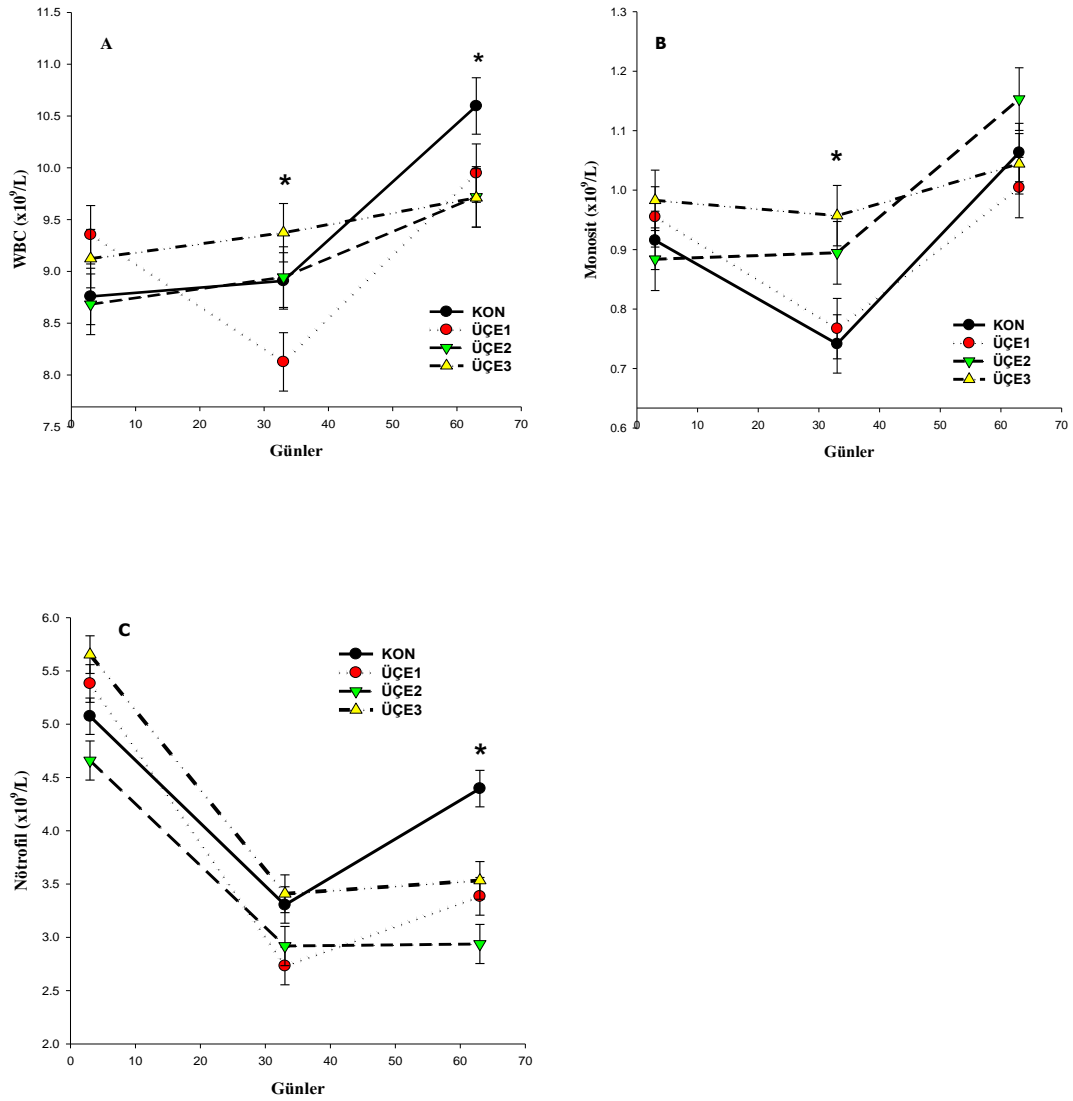 A
*
*
11.5
11.0
10.5
10.0
9.5
9.0
8.5
8.0
7.5
WBC (x10⁹/L)
KON
ÜÇE1
ÜÇE2
ÜÇE3
0 10 20 30 40 50 60 70
Günler
B
*
1.3
1.2
1.1
1.0
0.9
0.8
0.7
0.6
Monosit (x10⁹/L)
KON
ÜÇE1
ÜÇE2
ÜÇE3
0 10 20 30 40 50 60 70
Günler
C
*
6.0
5.5
5.0
4.5
4.0
3.5
3.0
2.5
2.0
Nötrofil (x10⁹/L)
KON
ÜÇE1
ÜÇE2
ÜÇE3
0 10 20 30 40 50 60 70
Günler